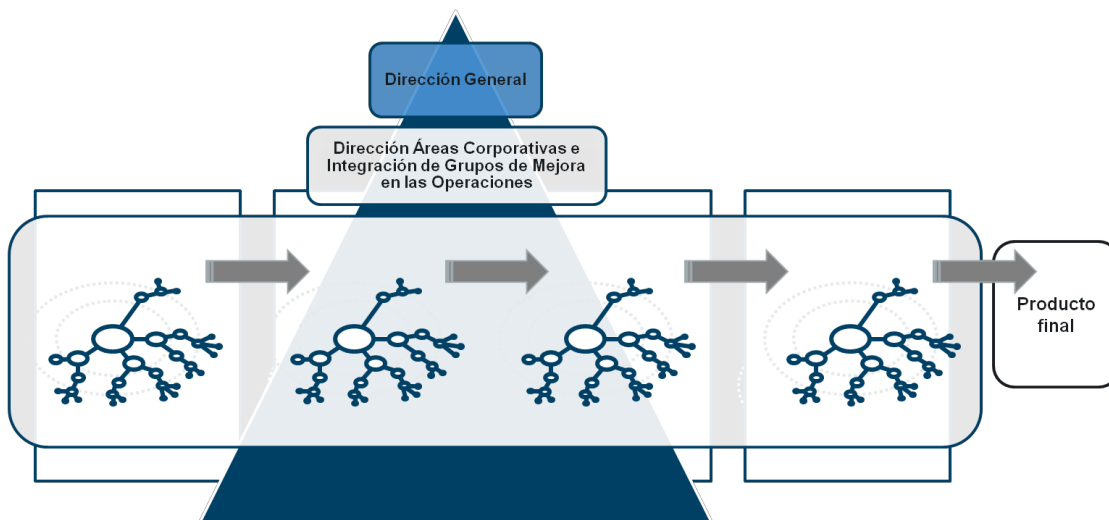 Dirección General
Dirección Áreas Corporativas e
Integración de Grupos de Mejora
en las Operaciones
Producto
final